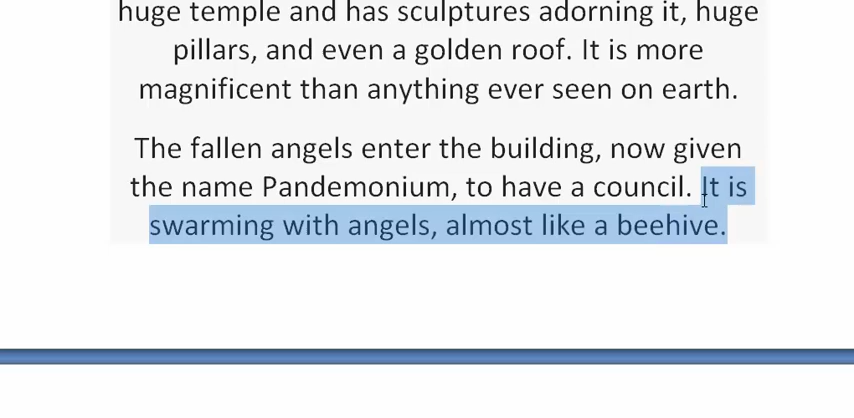 huge temple and has sculptures adorning it, huge
pillars, and even a golden roof. It is more
magnificent than anything ever seen on earth.
The fallen angels enter the building, now given
the name Pandemonium, to have a council. It is
swarming with angels, almost like a beehive.